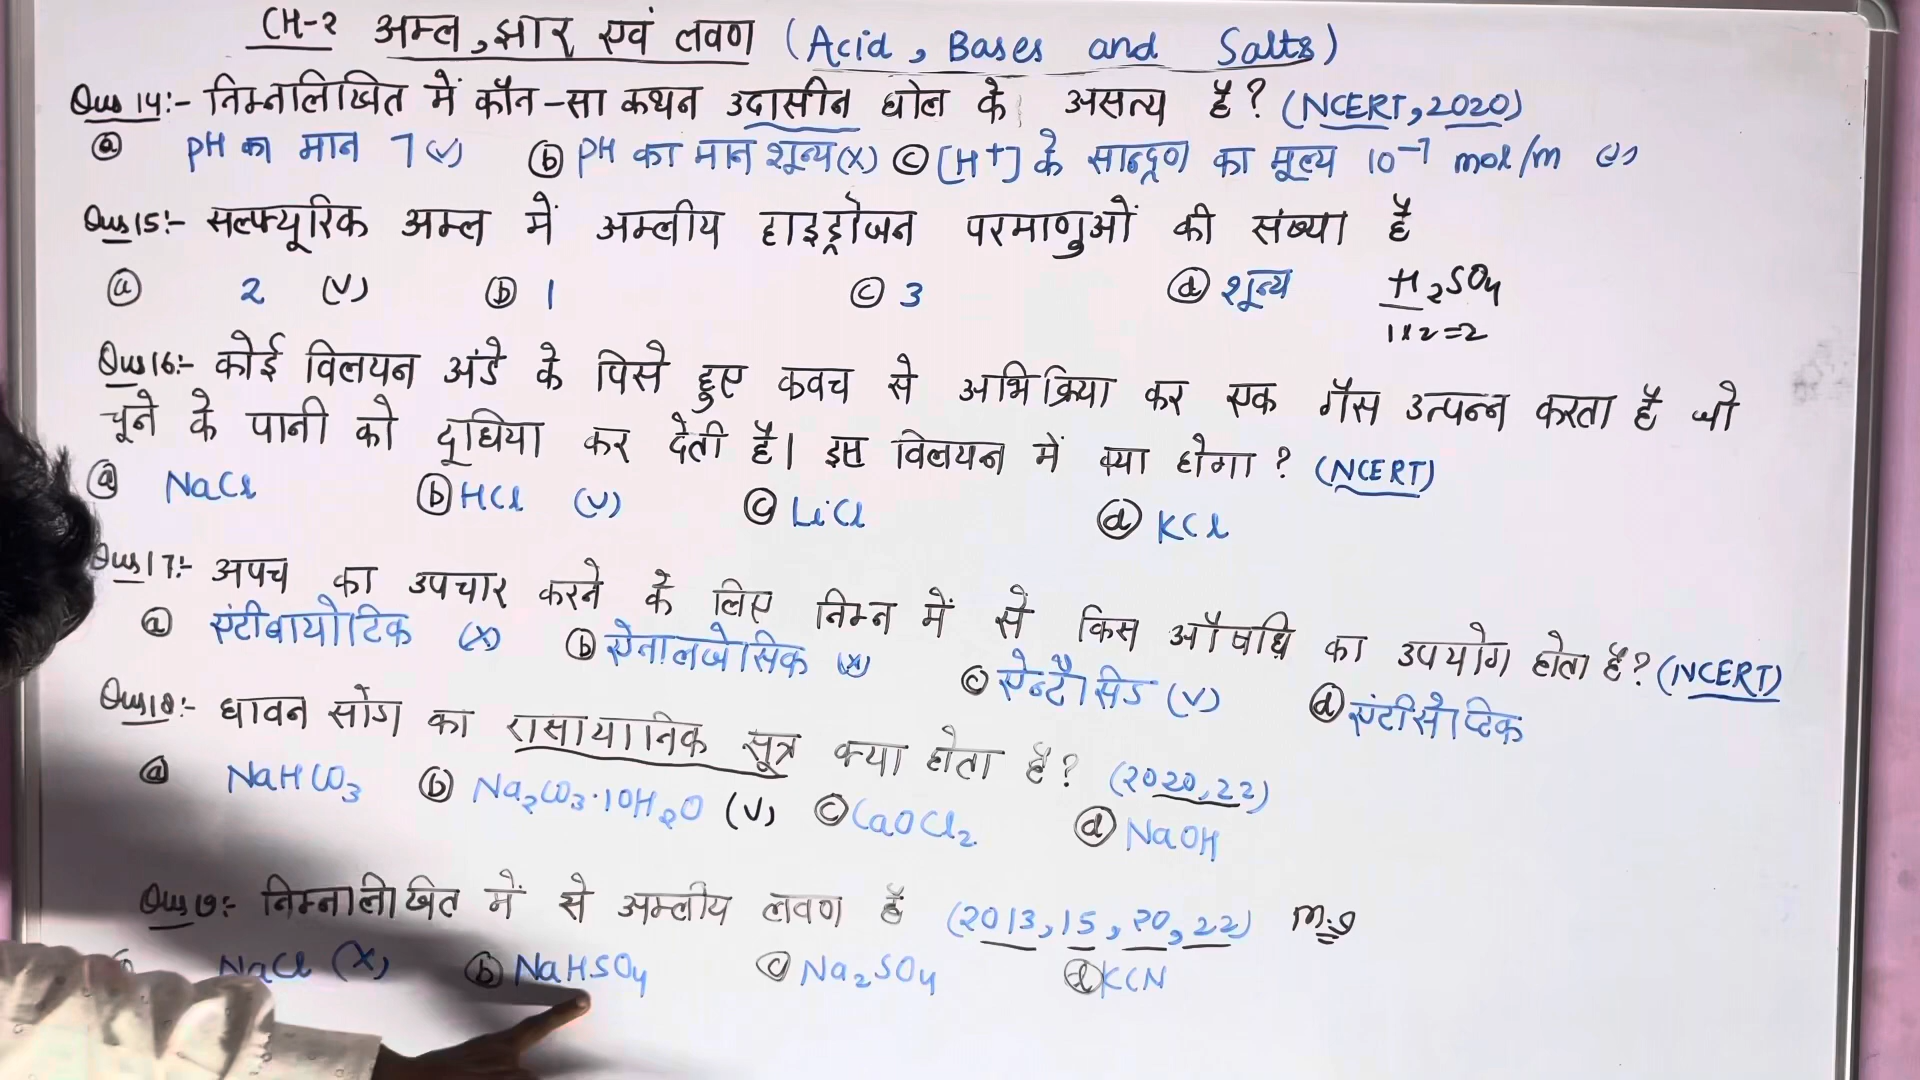 CH-2 अम्ल, क्षार एवं लवण (Acid, Bases and Salts)
Qus 14:- निम्नलिखित में कौन-सा कथन उदासीन घोल के असत्य है? (NCERT, 2020)
(a) pH का मान 7 (✓) (b) pH का मान शून्य (x) (c) [H+] के सान्द्रण का मूल्य 10⁻⁷ mol/m (✓)
Qus 15:- सल्फ्यूरिक अम्ल में अम्लीय हाइड्रोजन परमाणुओं की संख्या है
(a) 2 (✓) (b) 1 (c) 3 (d) शून्य H₂SO₄
1x2=2
Qus 16:- कोई विलयन अंडे के पिसे हुए कवच से अभिक्रिया कर एक गैस उत्पन्न करता है जो
चूने के पानी को दूधिया कर देती है। इस विलयन में क्या होगा? (NCERT)
(a) NaCl (b) HCl (✓) (c) LiCl (d) KCl
Qus 17:- अपच का उपचार करने के लिए निम्न में से किस औषधि का उपयोग होता है? (NCERT)
(a) एंटीबायोटिक (x) (b) ऐनालजेसिक (x) (c) ऐन्टैसिड (✓) (d) एंटीसेप्टिक
Qus 18:- धावन सोडा का रासायानिक सूत्र क्या होता है? (2020, 22)
(a) NaHCO₃ (b) Na₂CO₃·10H₂O (✓) (c) CaOCl₂ (d) NaOH
Qus 19:- निम्नलिखित में से अम्लीय लवण है (2013, 15, 20, 22)
NaCl (x) (b) NaHSO₄ (c) Na₂SO₄ (d) KCN